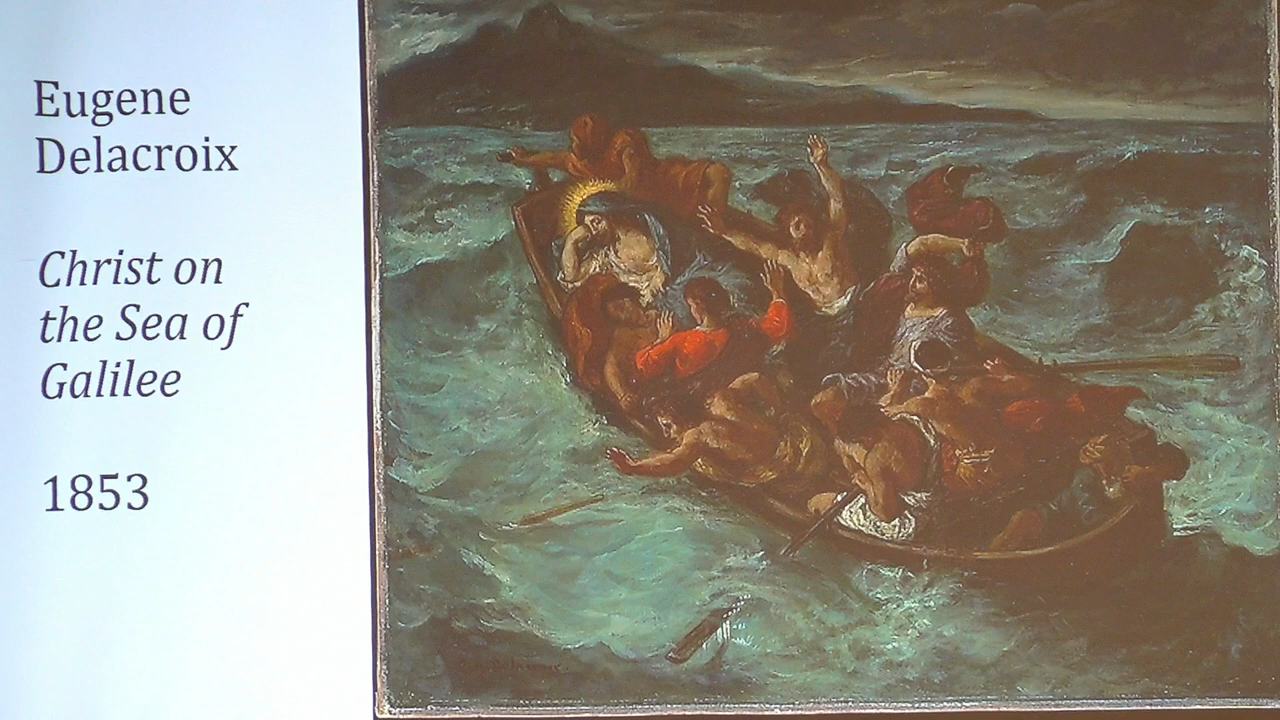 Eugene
Delacroix
Christ on
the Sea of
Galilee
1853